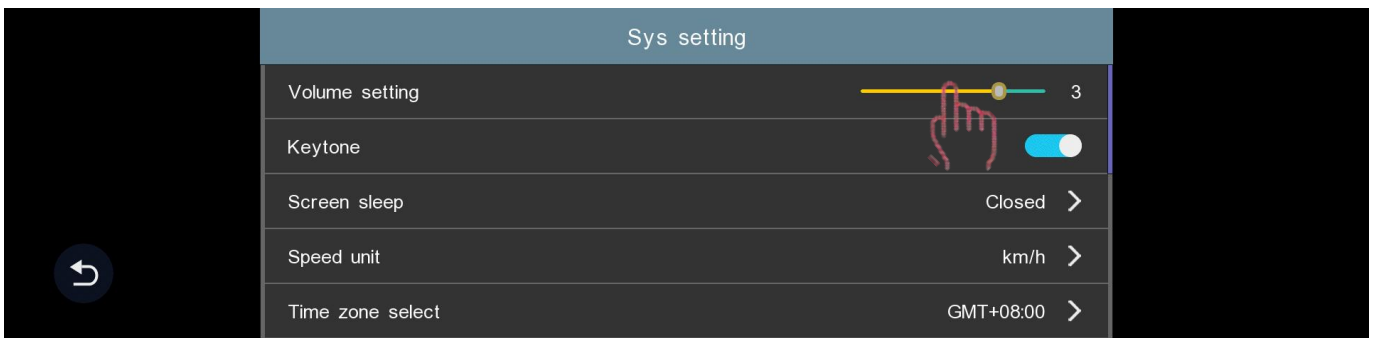 Sys setting
Volume setting 3
Keytone
Screen sleep Closed
Speed unit km/h
Time zone select GMT+08:00